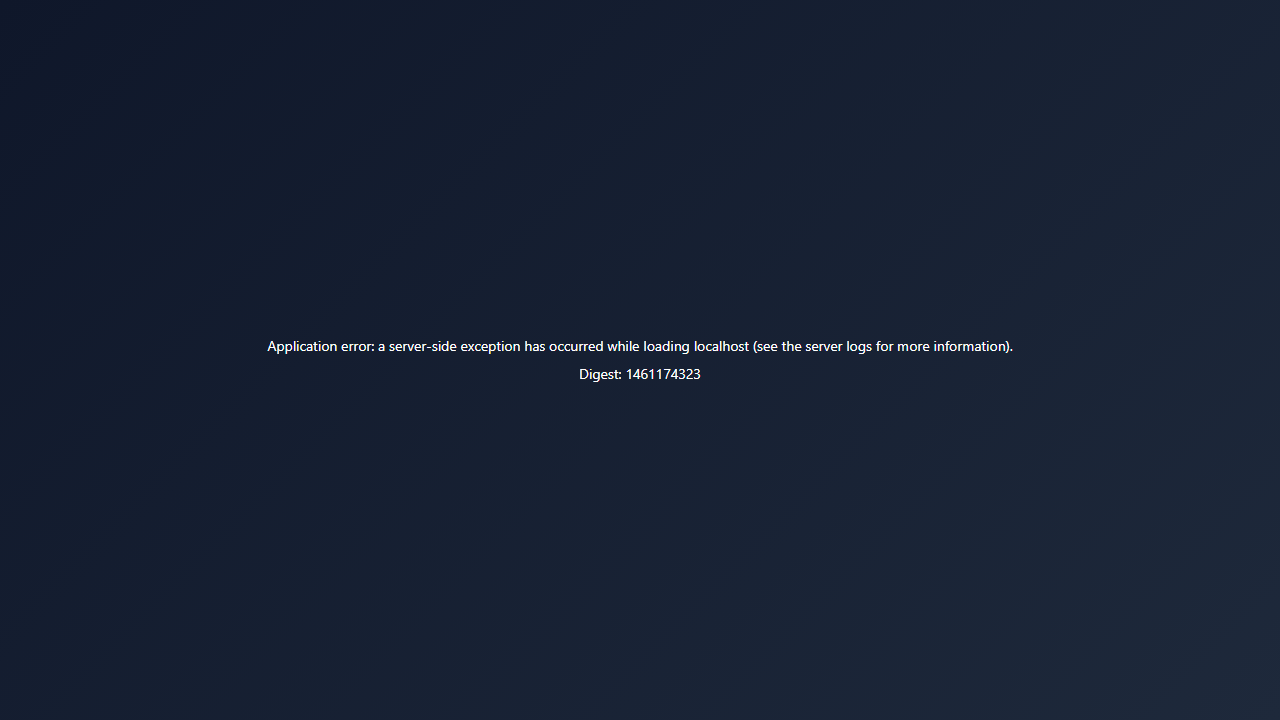 Application error: a server-side exception has occurred while loading localhost (see the server logs for more information).
Digest: 1461174323